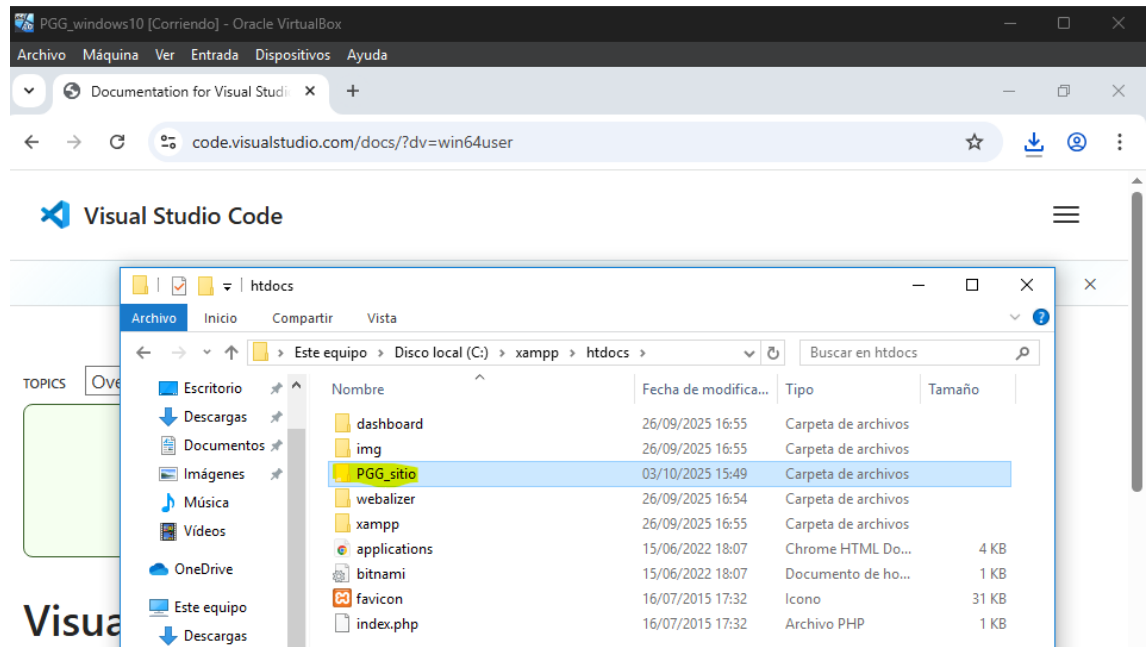 PGG_windows10 [Corriendo] - Oracle VirtualBox
Archivo Máquina Ver Entrada Dispositivos Ayuda
Documentation for Visual Studi
code.visualstudio.com/docs/?dv=win64user
Visual Studio Code
htdocs
Archivo Inicio Compartir Vista
Este equipo > Disco local (C:) > xampp > htdocs >
Buscar en htdocs
TOPICS Ove
Escritorio
Descargas
Documentos
Imágenes
Música
Vídeos
OneDrive
Este equipo
Descargas
Nombre Fecha de modifica... Tipo Tamaño
dashboard 26/09/2025 16:55 Carpeta de archivos
img 26/09/2025 16:55 Carpeta de archivos
PGG_sitio 03/10/2025 15:49 Carpeta de archivos
webalizer 26/09/2025 16:54 Carpeta de archivos
xampp 26/09/2025 16:55 Carpeta de archivos
applications 15/06/2022 18:07 Chrome HTML Do... 4 KB
bitnami 15/06/2022 18:07 Documento de ho... 1 KB
favicon 16/07/2015 17:32 Icono 31 KB
index.php 16/07/2015 17:32 Archivo PHP 1 KB
Visua